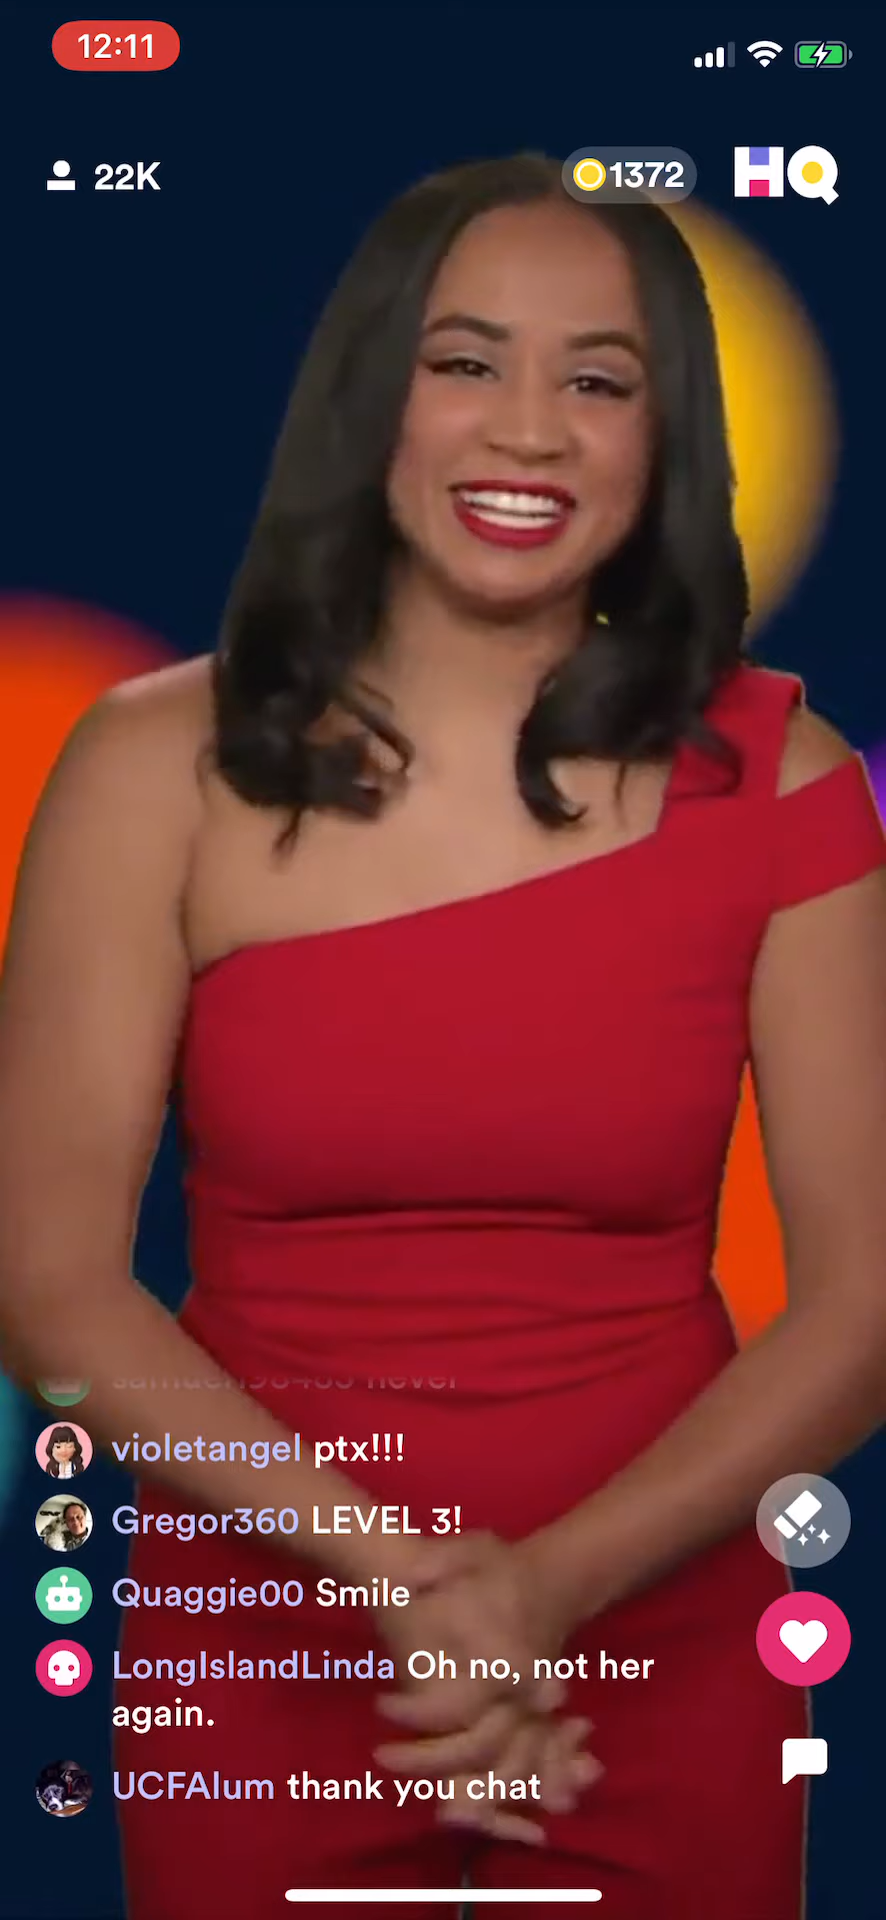 12:11
22K
1372
HQ
violetangel ptx!!!
Gregor360 LEVEL 3!
Quaggie00 Smile
LongIslandLinda Oh no, not her
again.
UCFAlum thank you chat